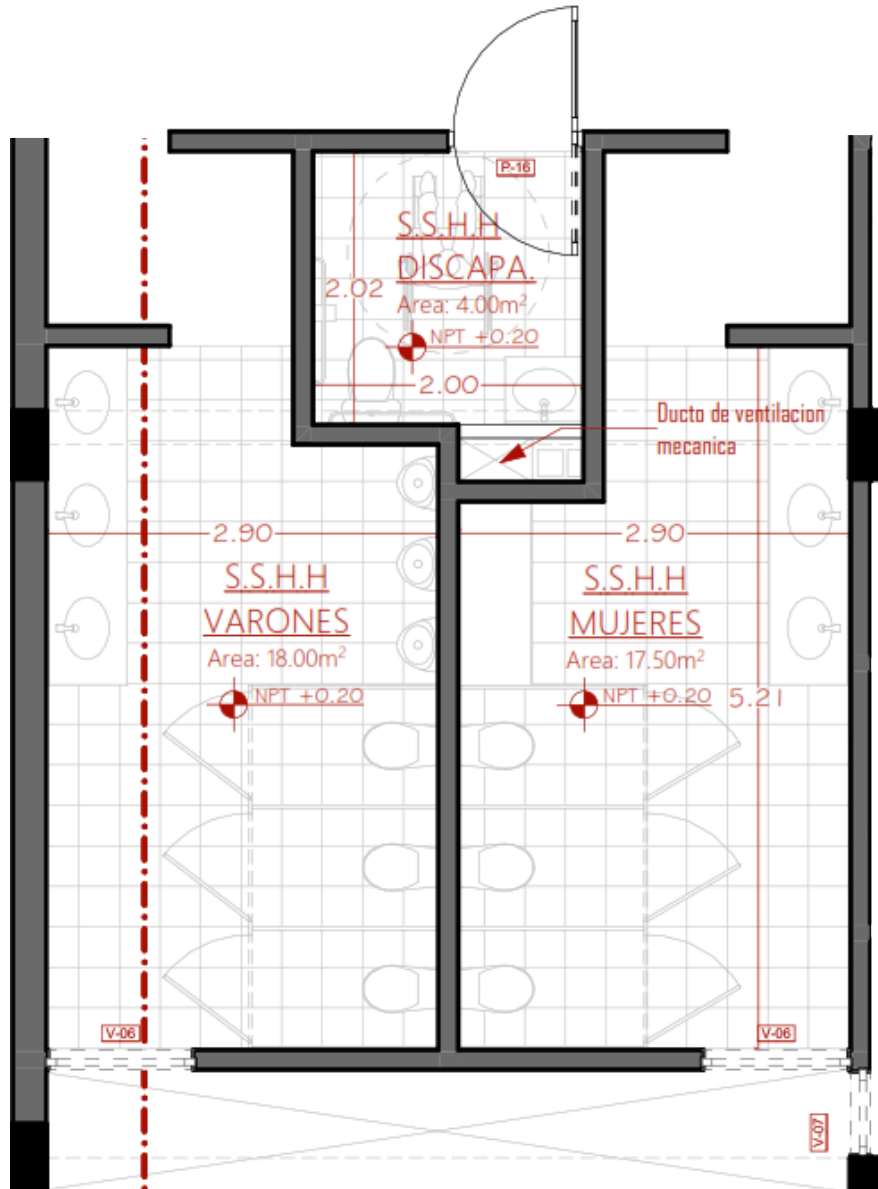 P-16
S.S.H.H
DISCAPA.
2.02
Area: 4.00m²
NPT +0.20
2.00
Ducto de ventilacion
mecanica
2.90
S.S.H.H
VARONES
Area: 18.00m²
NPT +0.20
2.90
S.S.H.H
MUJERES
Area: 17.50m²
NPT +0.20
5.21
V-06
V-06
V-07